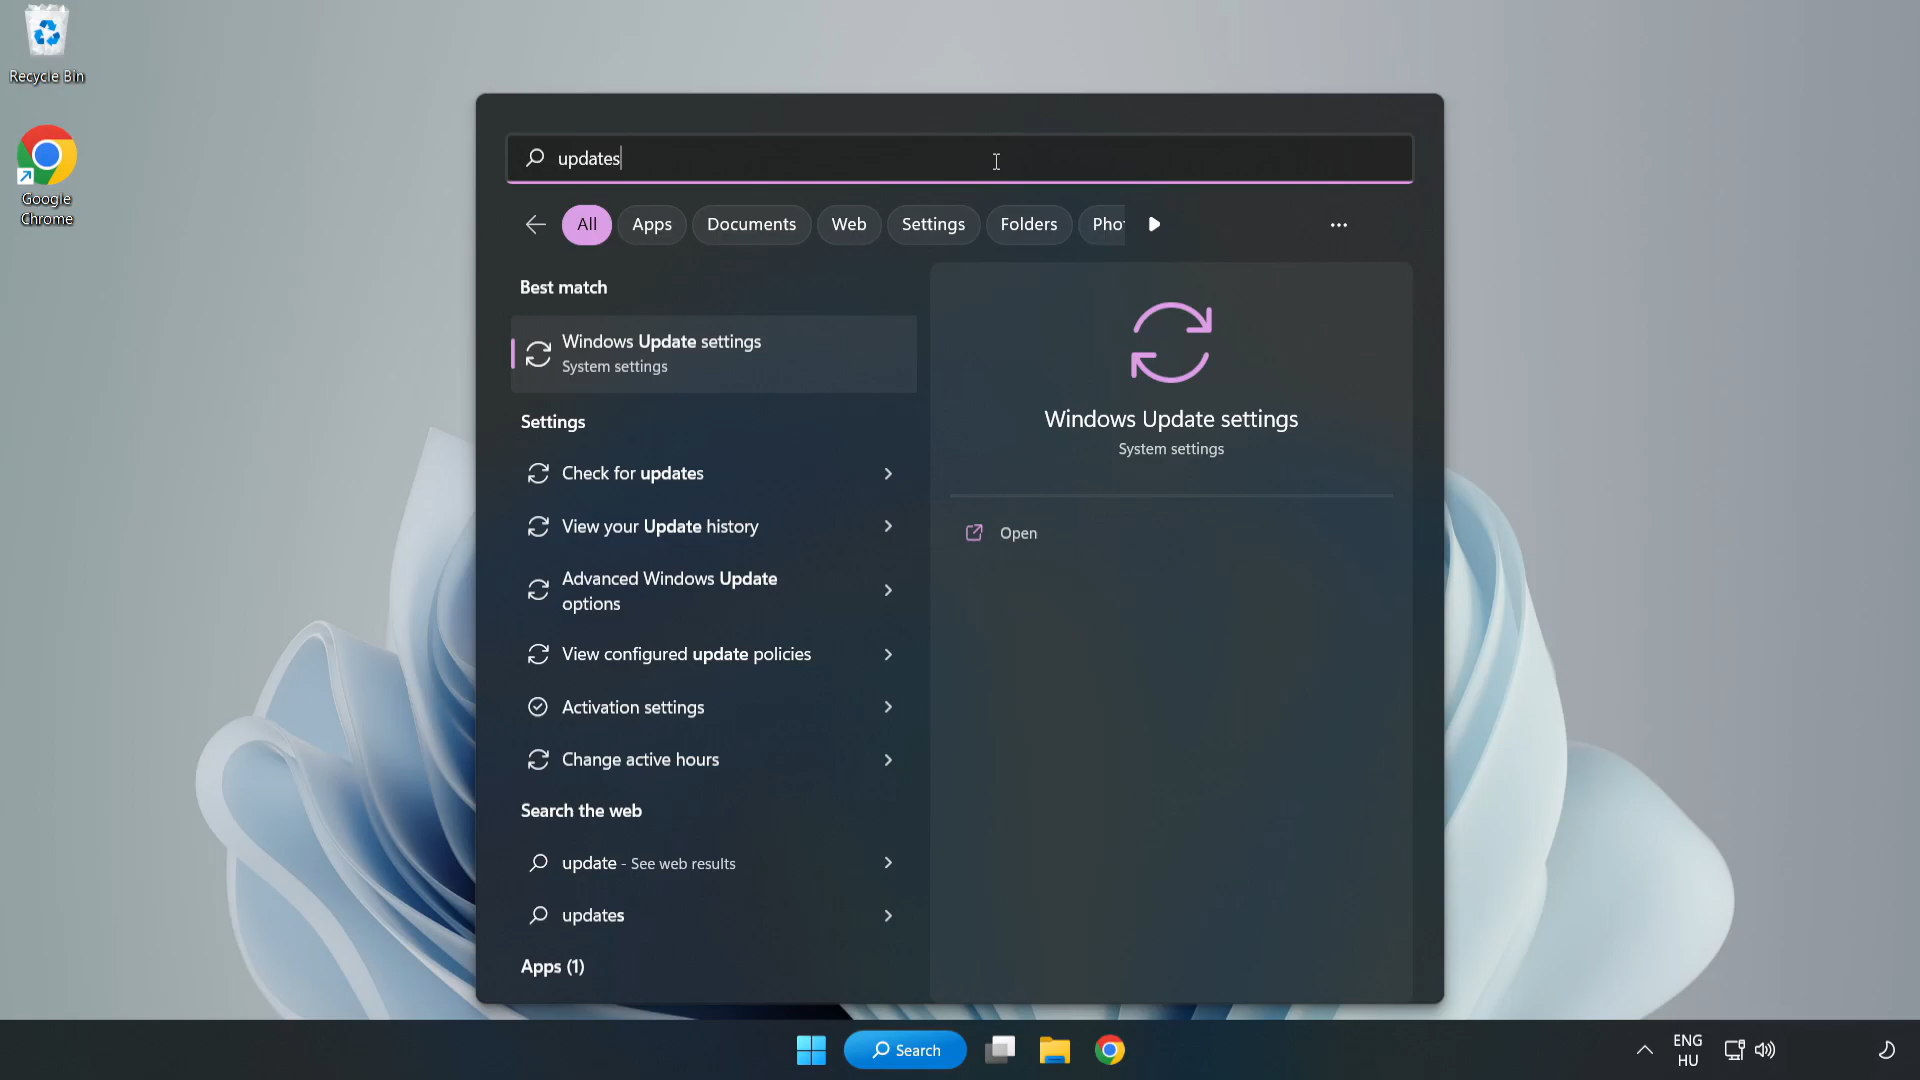 Recycle Bin
Google
Chrome
updates
All
Apps
Documents
Web
Settings
Folders
Best match
Windows Update settings
System settings
Settings
Check for updates
View your Update history
Advanced Windows Update
options
View configured update policies
Activation settings
Change active hours
Search the web
update - See web results
updates
Apps (1)
Windows Update settings
System settings
Open
Search
ENG
HU